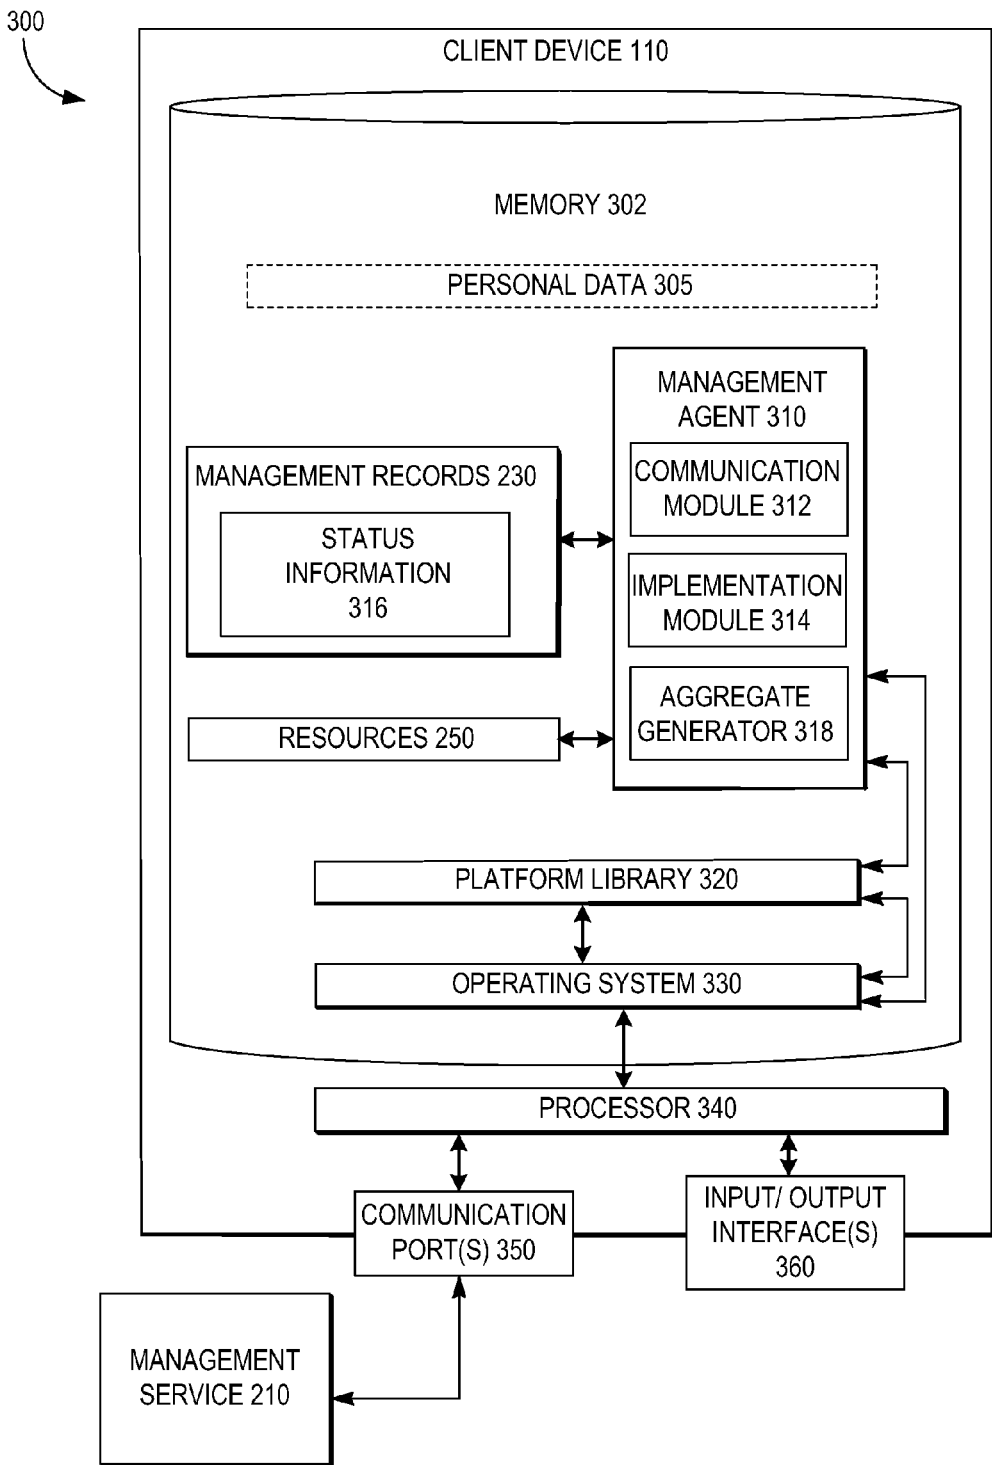 300
CLIENT DEVICE 110
MEMORY 302
PERSONAL DATA 305
MANAGEMENT
AGENT 310
COMMUNICATION
MODULE 312
IMPLEMENTATION
MODULE 314
AGGREGATE
GENERATOR 318
MANAGEMENT RECORDS 230
STATUS
INFORMATION
316
RESOURCES 250
PLATFORM LIBRARY 320
OPERATING SYSTEM 330
PROCESSOR 340
COMMUNICATION
PORT(S) 350
INPUT/ OUTPUT
INTERFACE(S)
360
MANAGEMENT
SERVICE 210